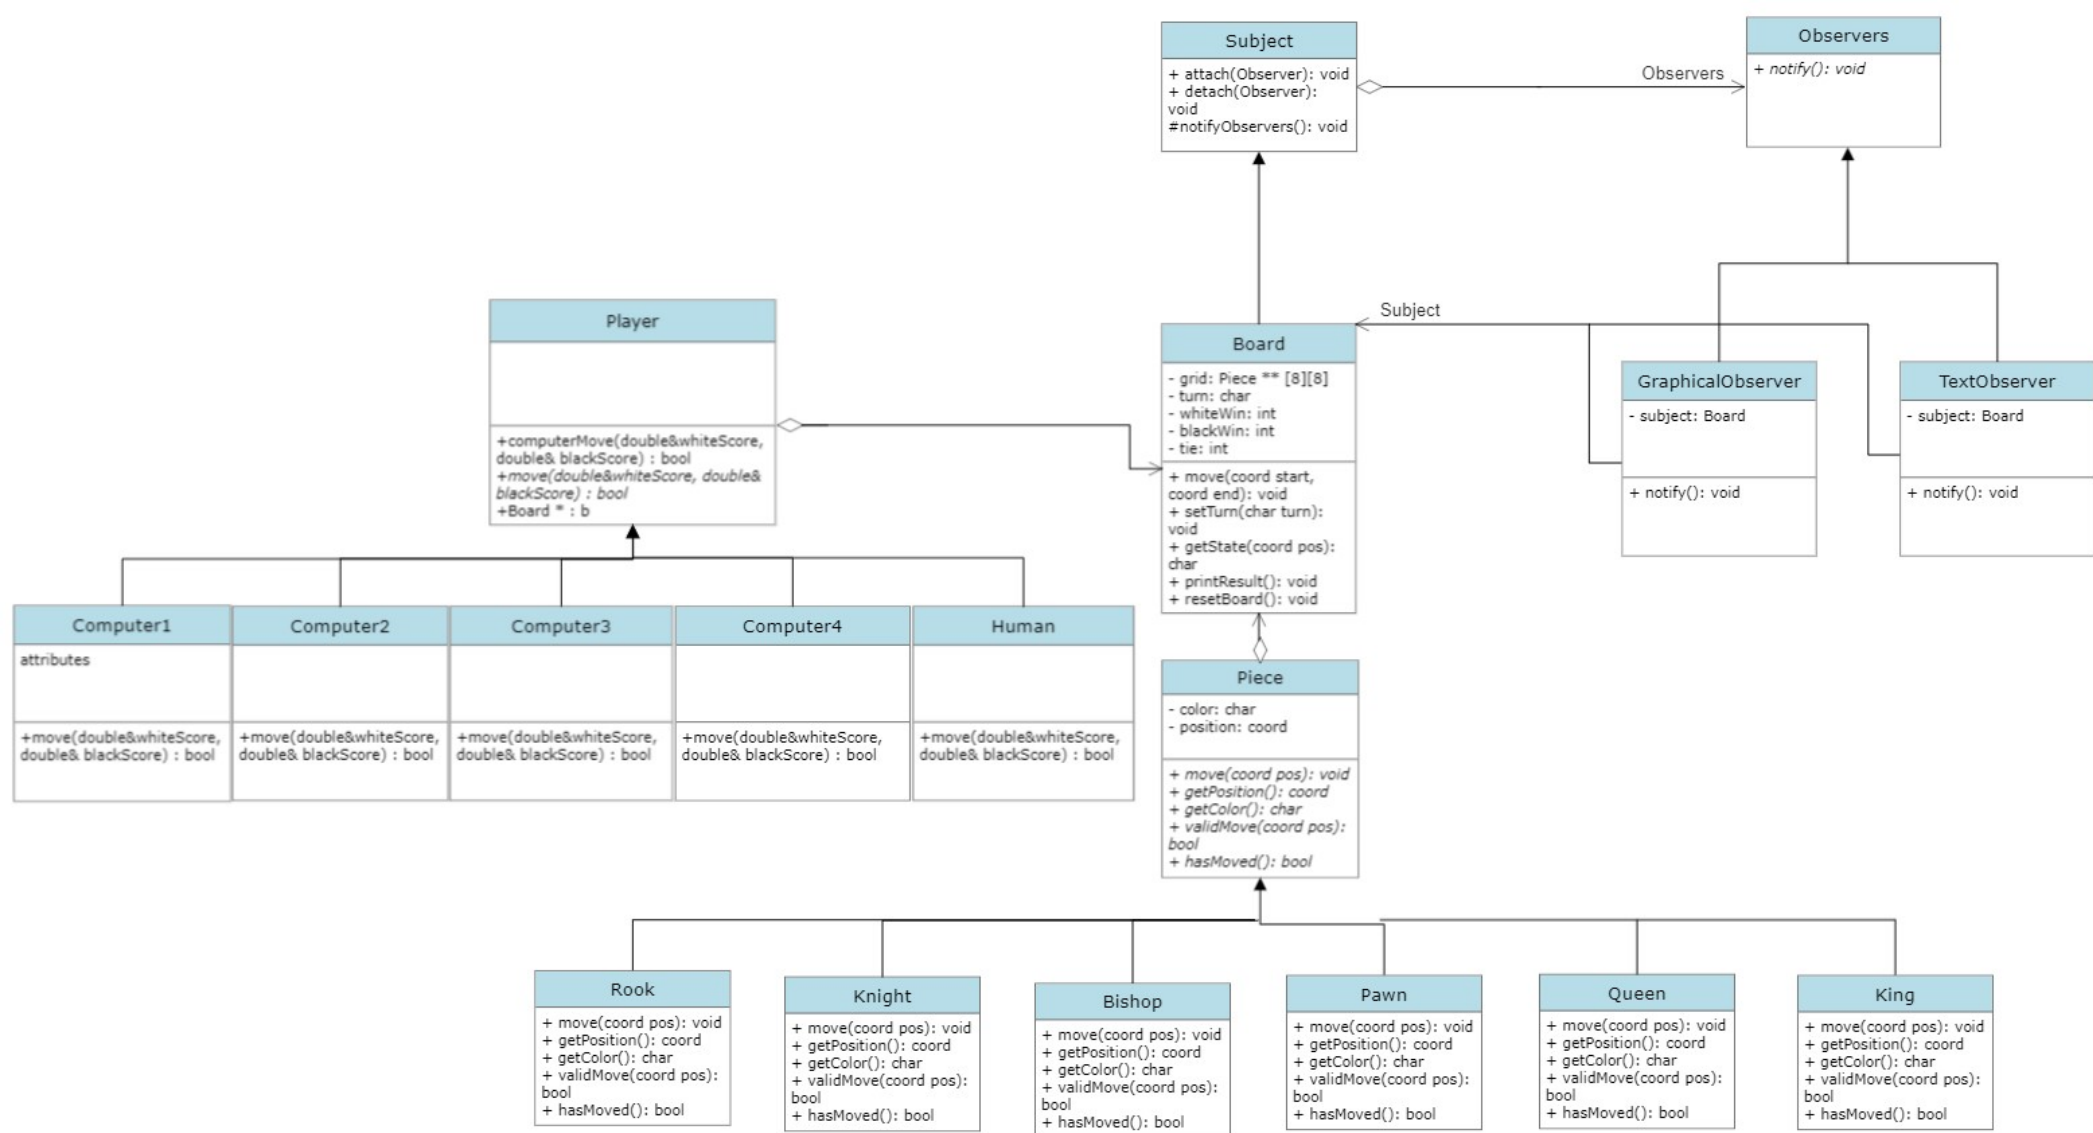 Subject
+ attach(Observer): void
+ detach(Observer):
void
#notifyObservers(): void
Observers
Observers
+ notify(): void
Subject
Player
+computerMove(double&whiteScore,
double& blackScore) : bool
+move(double&whiteScore, double&
blackScore) : bool
+Board * : b
Board
- grid: Piece ** [8][8]
- turn: char
- whiteWin: int
- blackWin: int
- tie: int
+ move(coord start,
coord end): void
+ setTurn(char turn):
void
+ getState(coord pos):
char
+ printResult(): void
+ resetBoard(): void
GraphicalObserver
- subject: Board
+ notify(): void
TextObserver
- subject: Board
+ notify(): void
Computer1
attributes
+move(double&whiteScore,
double& blackScore) : bool
Computer2
+move(double&whiteScore,
double& blackScore) : bool
Computer3
+move(double&whiteScore,
double& blackScore) : bool
Computer4
+move(double&whiteScore,
double& blackScore) : bool
Human
+move(double&whiteScore,
double& blackScore) : bool
Piece
- color: char
- position: coord
+ move(coord pos): void
+ getPosition(): coord
+ getColor(): char
+ validMove(coord pos):
bool
+ hasMoved(): bool
Rook
+ move(coord pos): void
+ getPosition(): coord
+ getColor(): char
+ validMove(coord pos):
bool
+ hasMoved(): bool
Knight
+ move(coord pos): void
+ getPosition(): coord
+ getColor(): char
+ validMove(coord pos):
bool
+ hasMoved(): bool
Bishop
+ move(coord pos): void
+ getPosition(): coord
+ getColor(): char
+ validMove(coord pos):
bool
+ hasMoved(): bool
Pawn
+ move(coord pos): void
+ getPosition(): coord
+ getColor(): char
+ validMove(coord pos):
bool
+ hasMoved(): bool
Queen
+ move(coord pos): void
+ getPosition(): coord
+ getColor(): char
+ validMove(coord pos):
bool
+ hasMoved(): bool
King
+ move(coord pos): void
+ getPosition(): coord
+ getColor(): char
+ validMove(coord pos):
bool
+ hasMoved(): bool